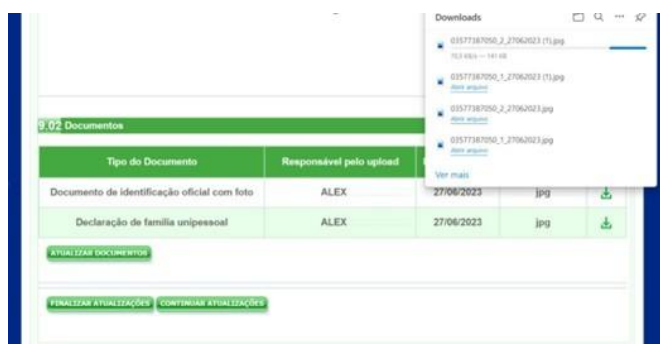 Downloads
03577387050_2_27062023 (1).jpg
03577387050_1_27062023 (1).jpg
Abrir arquivo
03577387050_2_27062023.jpg
Abrir arquivo
03577387050_1_27062023.jpg
Abrir arquivo
Ver mais
9.02 Documentos
Tipo do Documento Responsável pelo upload
Documento de identificação oficial com foto ALEX 27/06/2023 jpg
Declaração de família unipessoal ALEX 27/06/2023 jpg
ATUALIZAR DOCUMENTOS
FINALIZAR ATUALIZAÇÕES CONTINUAR ATUALIZAÇÕES